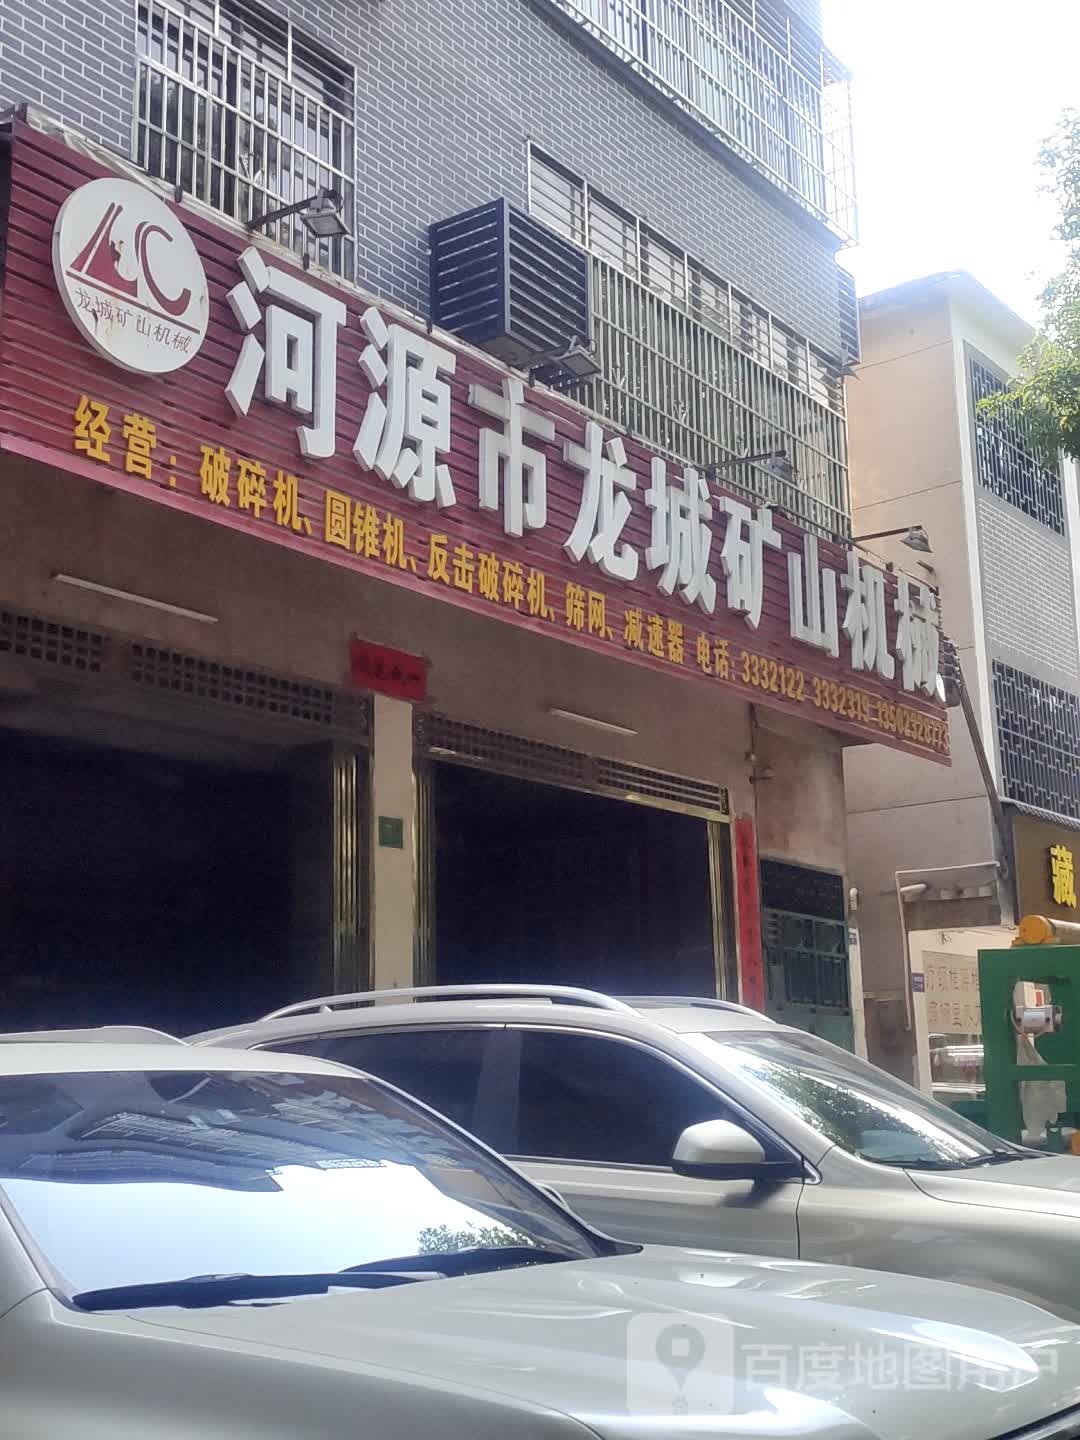 LC
龙城矿山机械
河源市龙城矿山机械
经营：破碎机、圆锥机、反击破碎机、筛网、减速器 电话：3332122 3332319 13502328773
藏
百度地图用户